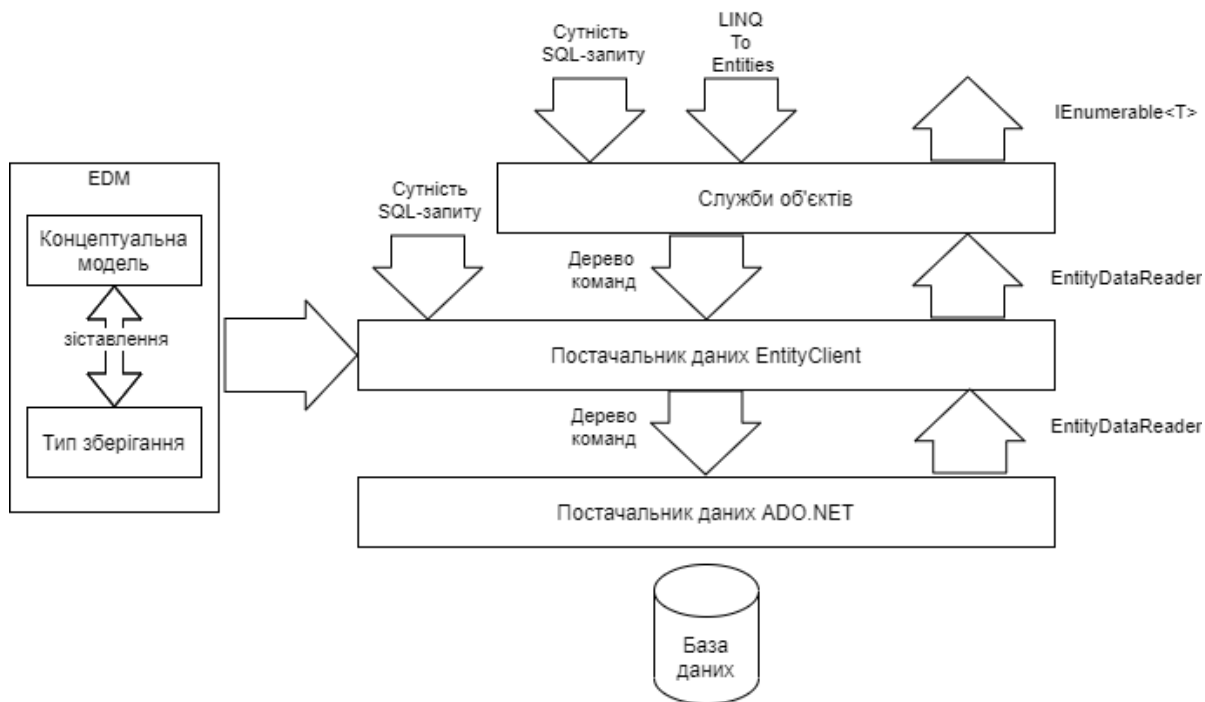 Сутність
SQL-запиту
LINQ
To
Entities
IEnumerable<T>
EDM
Концептуальна
модель
зіставлення
Тип зберігання
Служби об'єктів
Сутність
SQL-запиту
Дерево
команд
EntityDataReader
Постачальник даних EntityClient
Дерево
команд
EntityDataReader
Постачальник даних ADO.NET
База
даних